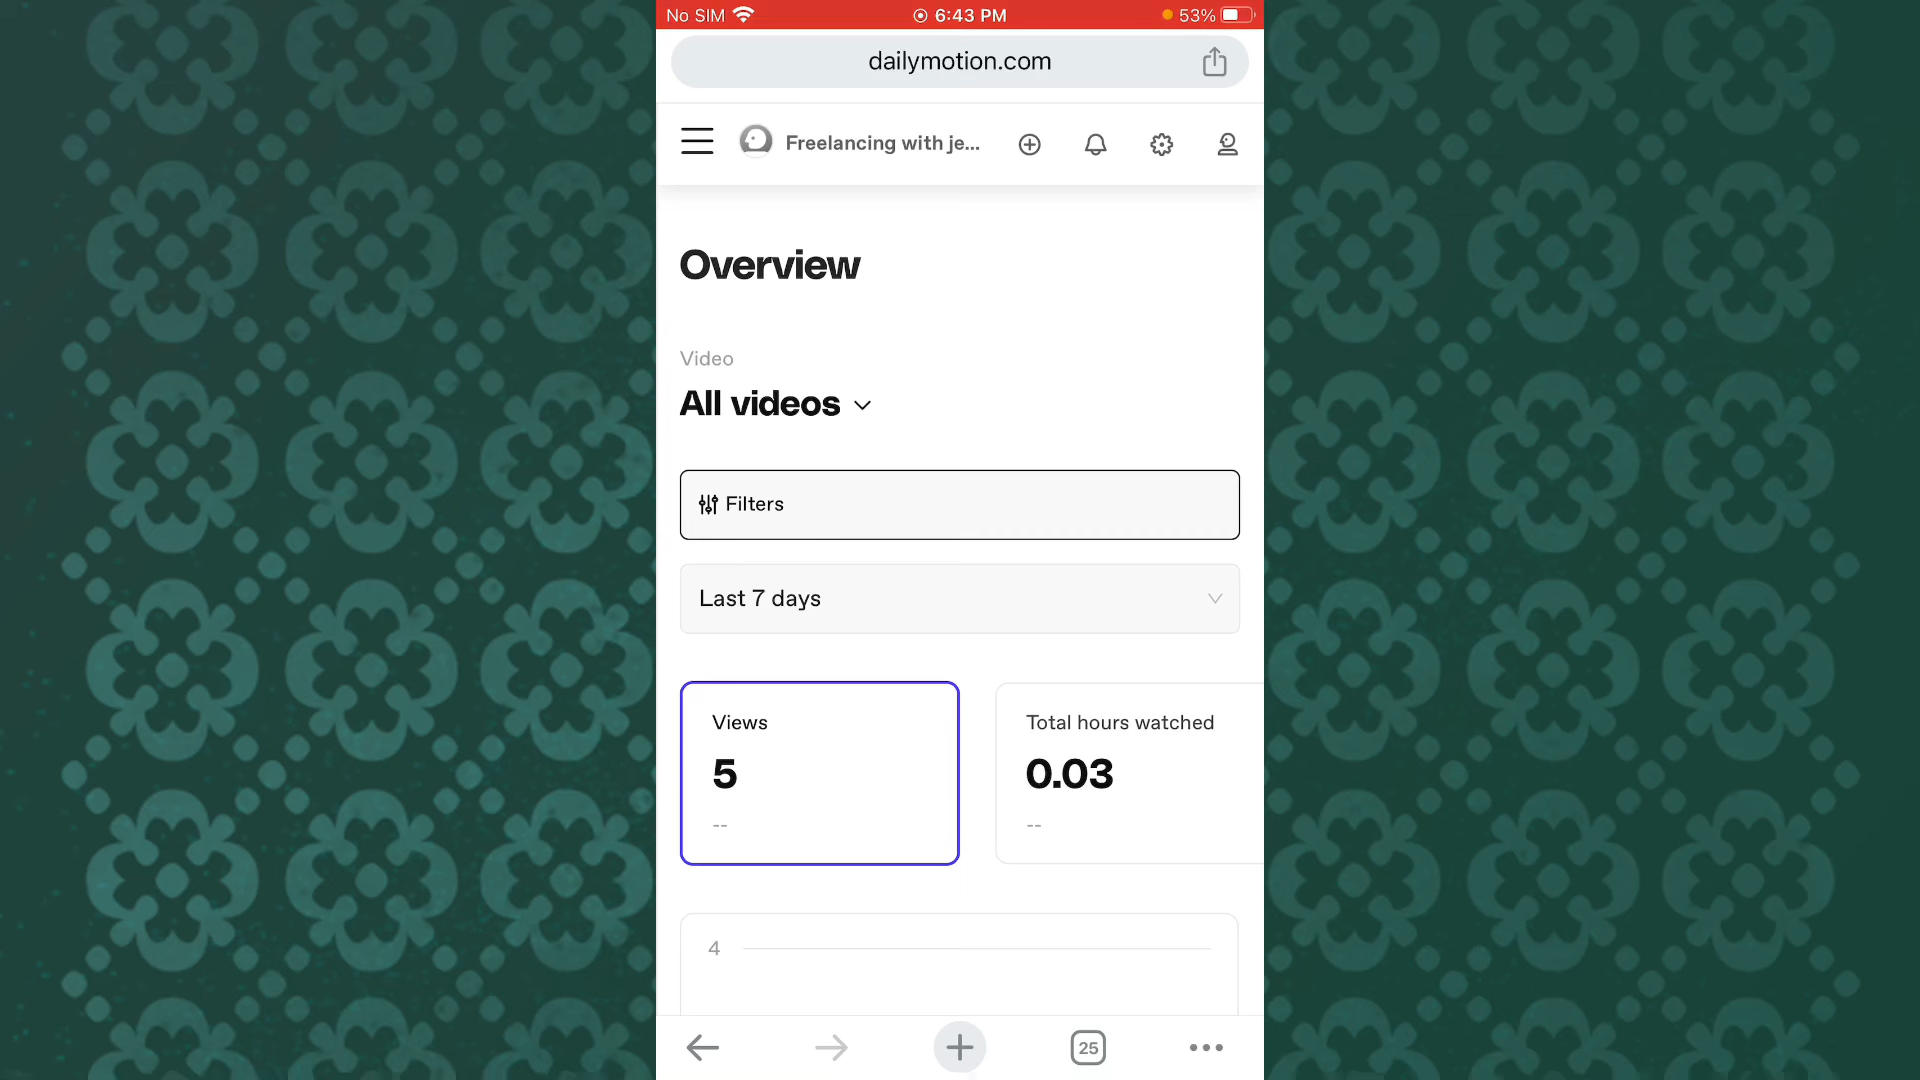 No SIM 6:43 PM 53%
dailymotion.com
Freelancing with je...
Overview
Video
All videos
Filters
Last 7 days
Views
5
--
Total hours watched
0.03
--
4
25